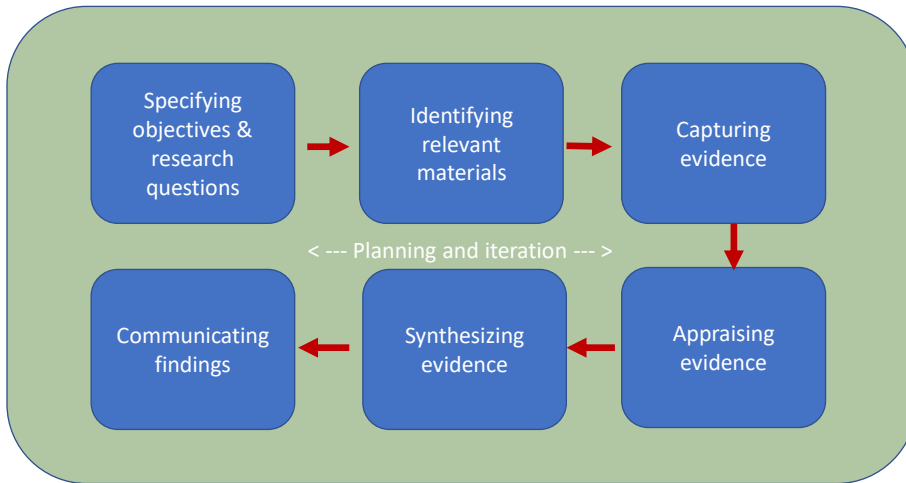 Specifying
objectives &
research
questions
Identifying
relevant
materials
Capturing
evidence
< --- Planning and iteration --- >
Communicating
findings
Synthesizing
evidence
Appraising
evidence